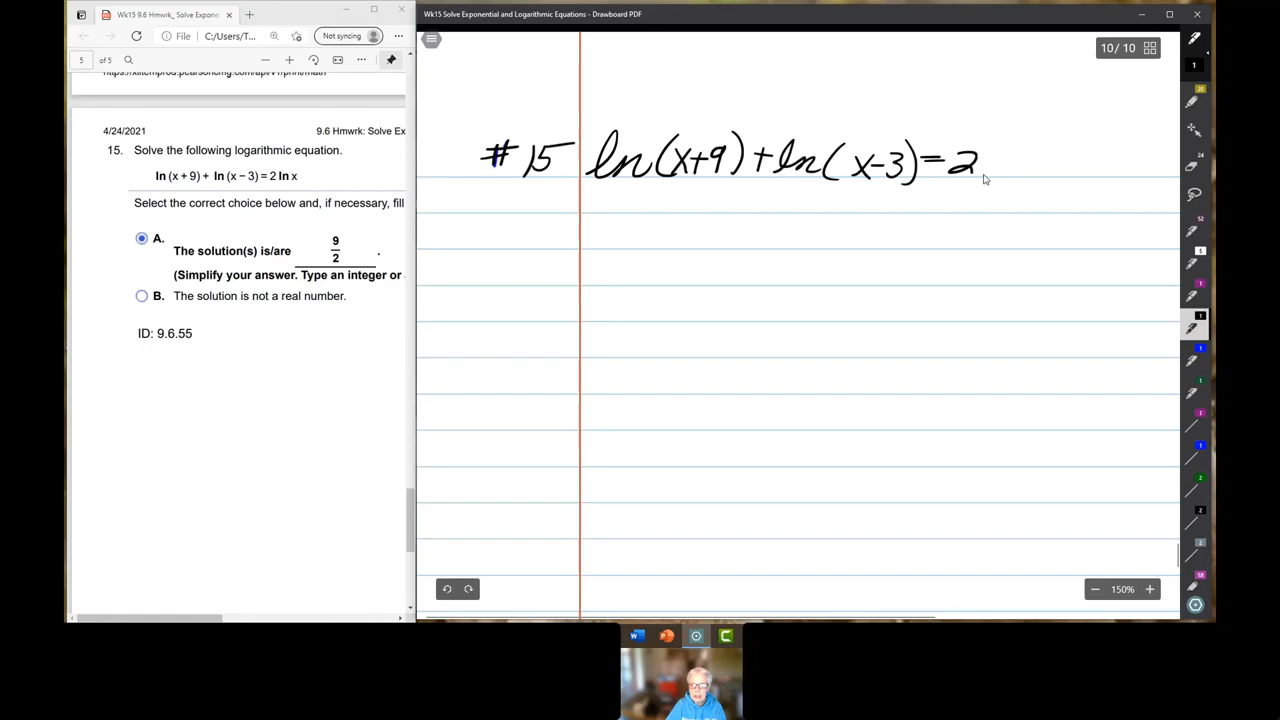 Wk15 9.6 Hmwrk_ Solve Expone
Wk15 Solve Exponential and Logarithmic Equations - Drawboard PDF
File
C:/Users/T...
Not syncing
5 of 5
10/10
4/24/2021
9.6 Hmwrk: Solve Ex
15. Solve the following logarithmic equation.
ln (x + 9) + ln (x − 3) = 2 ln x
Select the correct choice below and, if necessary, fill
A.
The solution(s) is/are 9/2 .
(Simplify your answer. Type an integer or
B. The solution is not a real number.
ID: 9.6.55
# 15 ln(x+9)+ln(x-3)=2
150%